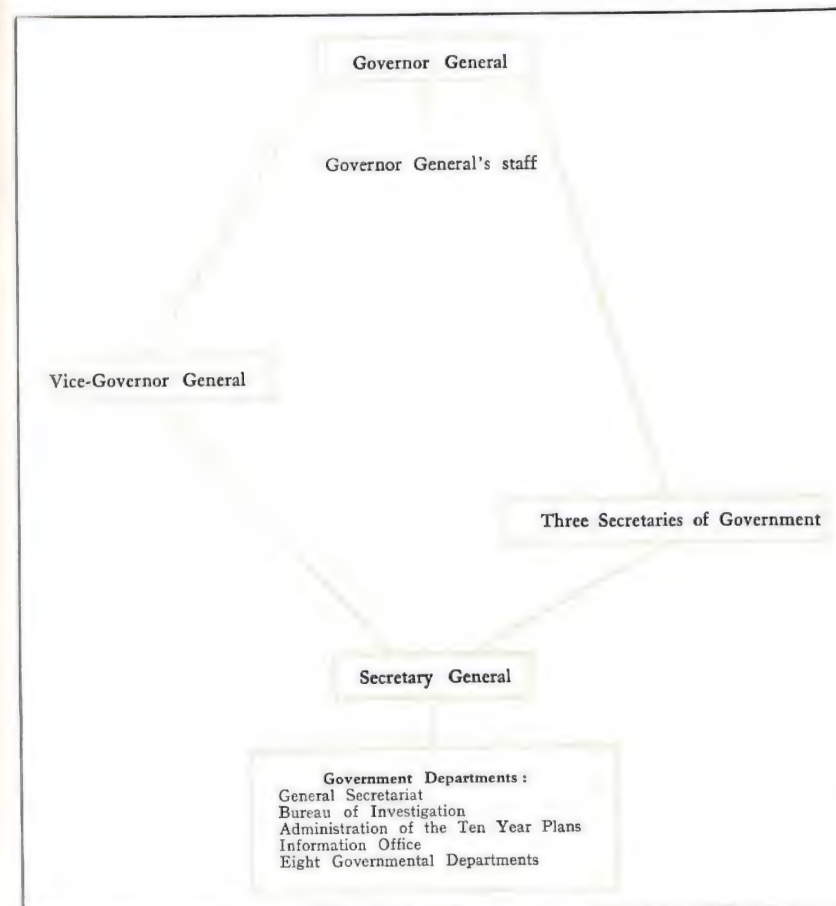 Governor General
Governor General's staff
Vice-Governor General
Three Secretaries of Government
Secretary General
Government Departments :
General Secretariat
Bureau of Investigation
Administration of the Ten Year Plans
Information Office
Eight Governmental Departments